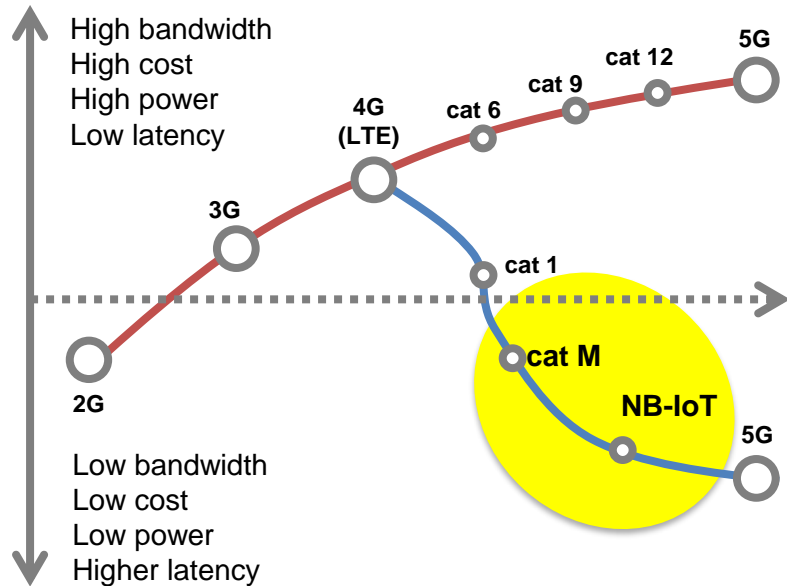 High bandwidth
High cost
High power
Low latency
5G
cat 12
cat 9
cat 6
4G
(LTE)
3G
cat 1
2G
cat M
NB-IoT
5G
Low bandwidth
Low cost
Low power
Higher latency